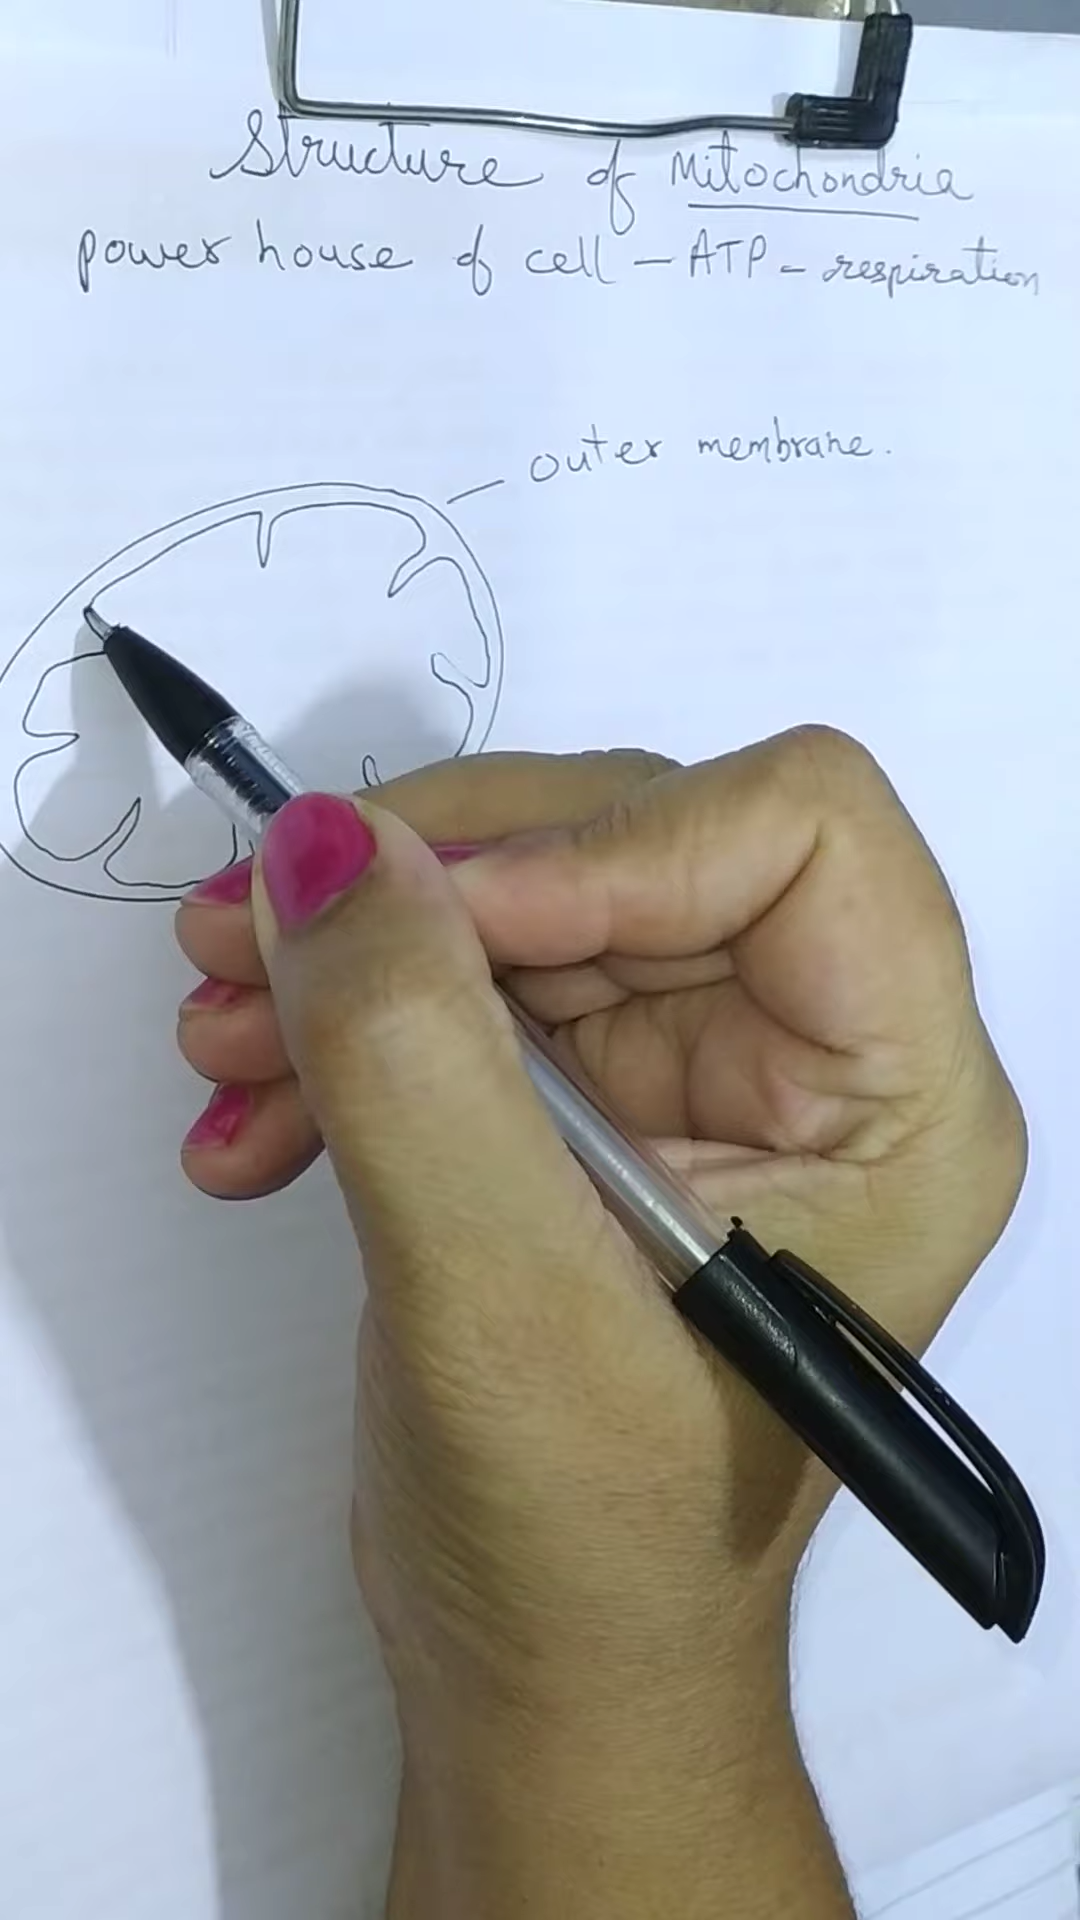 Structure of Mitochondria
power house of cell - ATP - respiration
outer membrane.